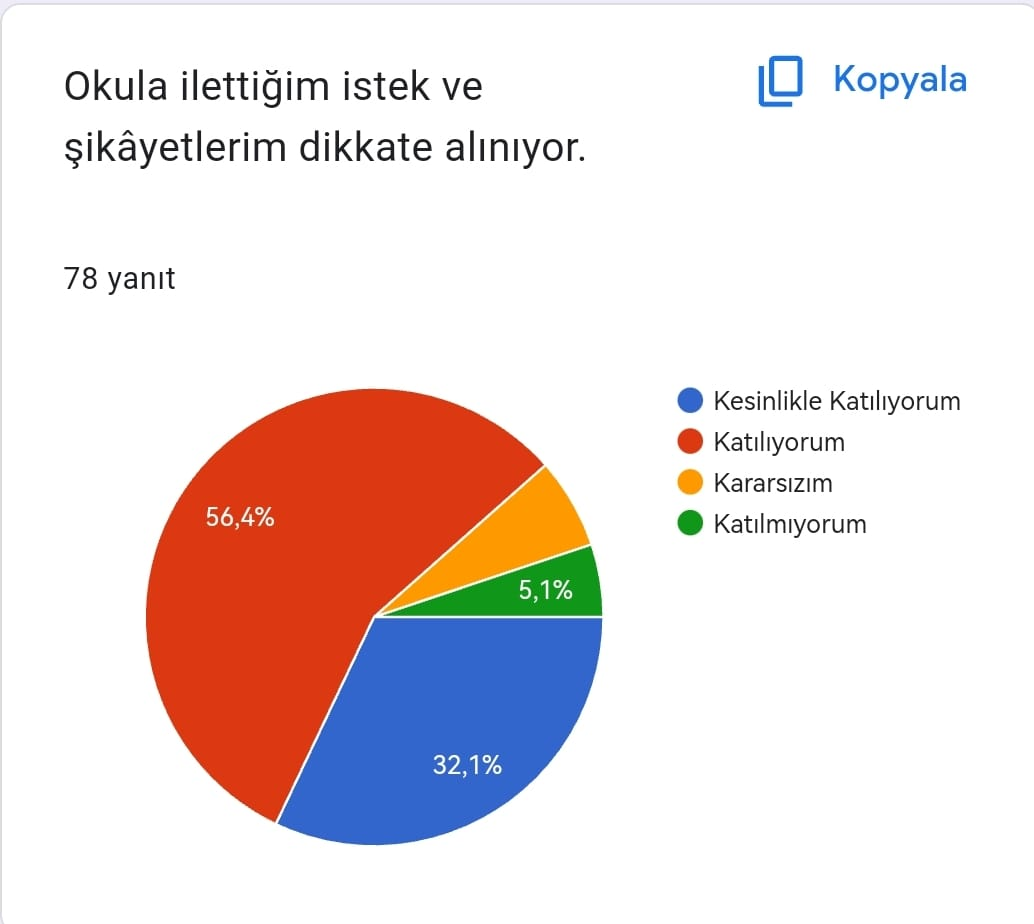 Okula ilettiğim istek ve
şikâyetlerim dikkate alınıyor.
Kopyala
78 yanıt
Kesinlikle Katılıyorum
Katılıyorum
Kararsızım
Katılmıyorum
56,4%
5,1%
32,1%